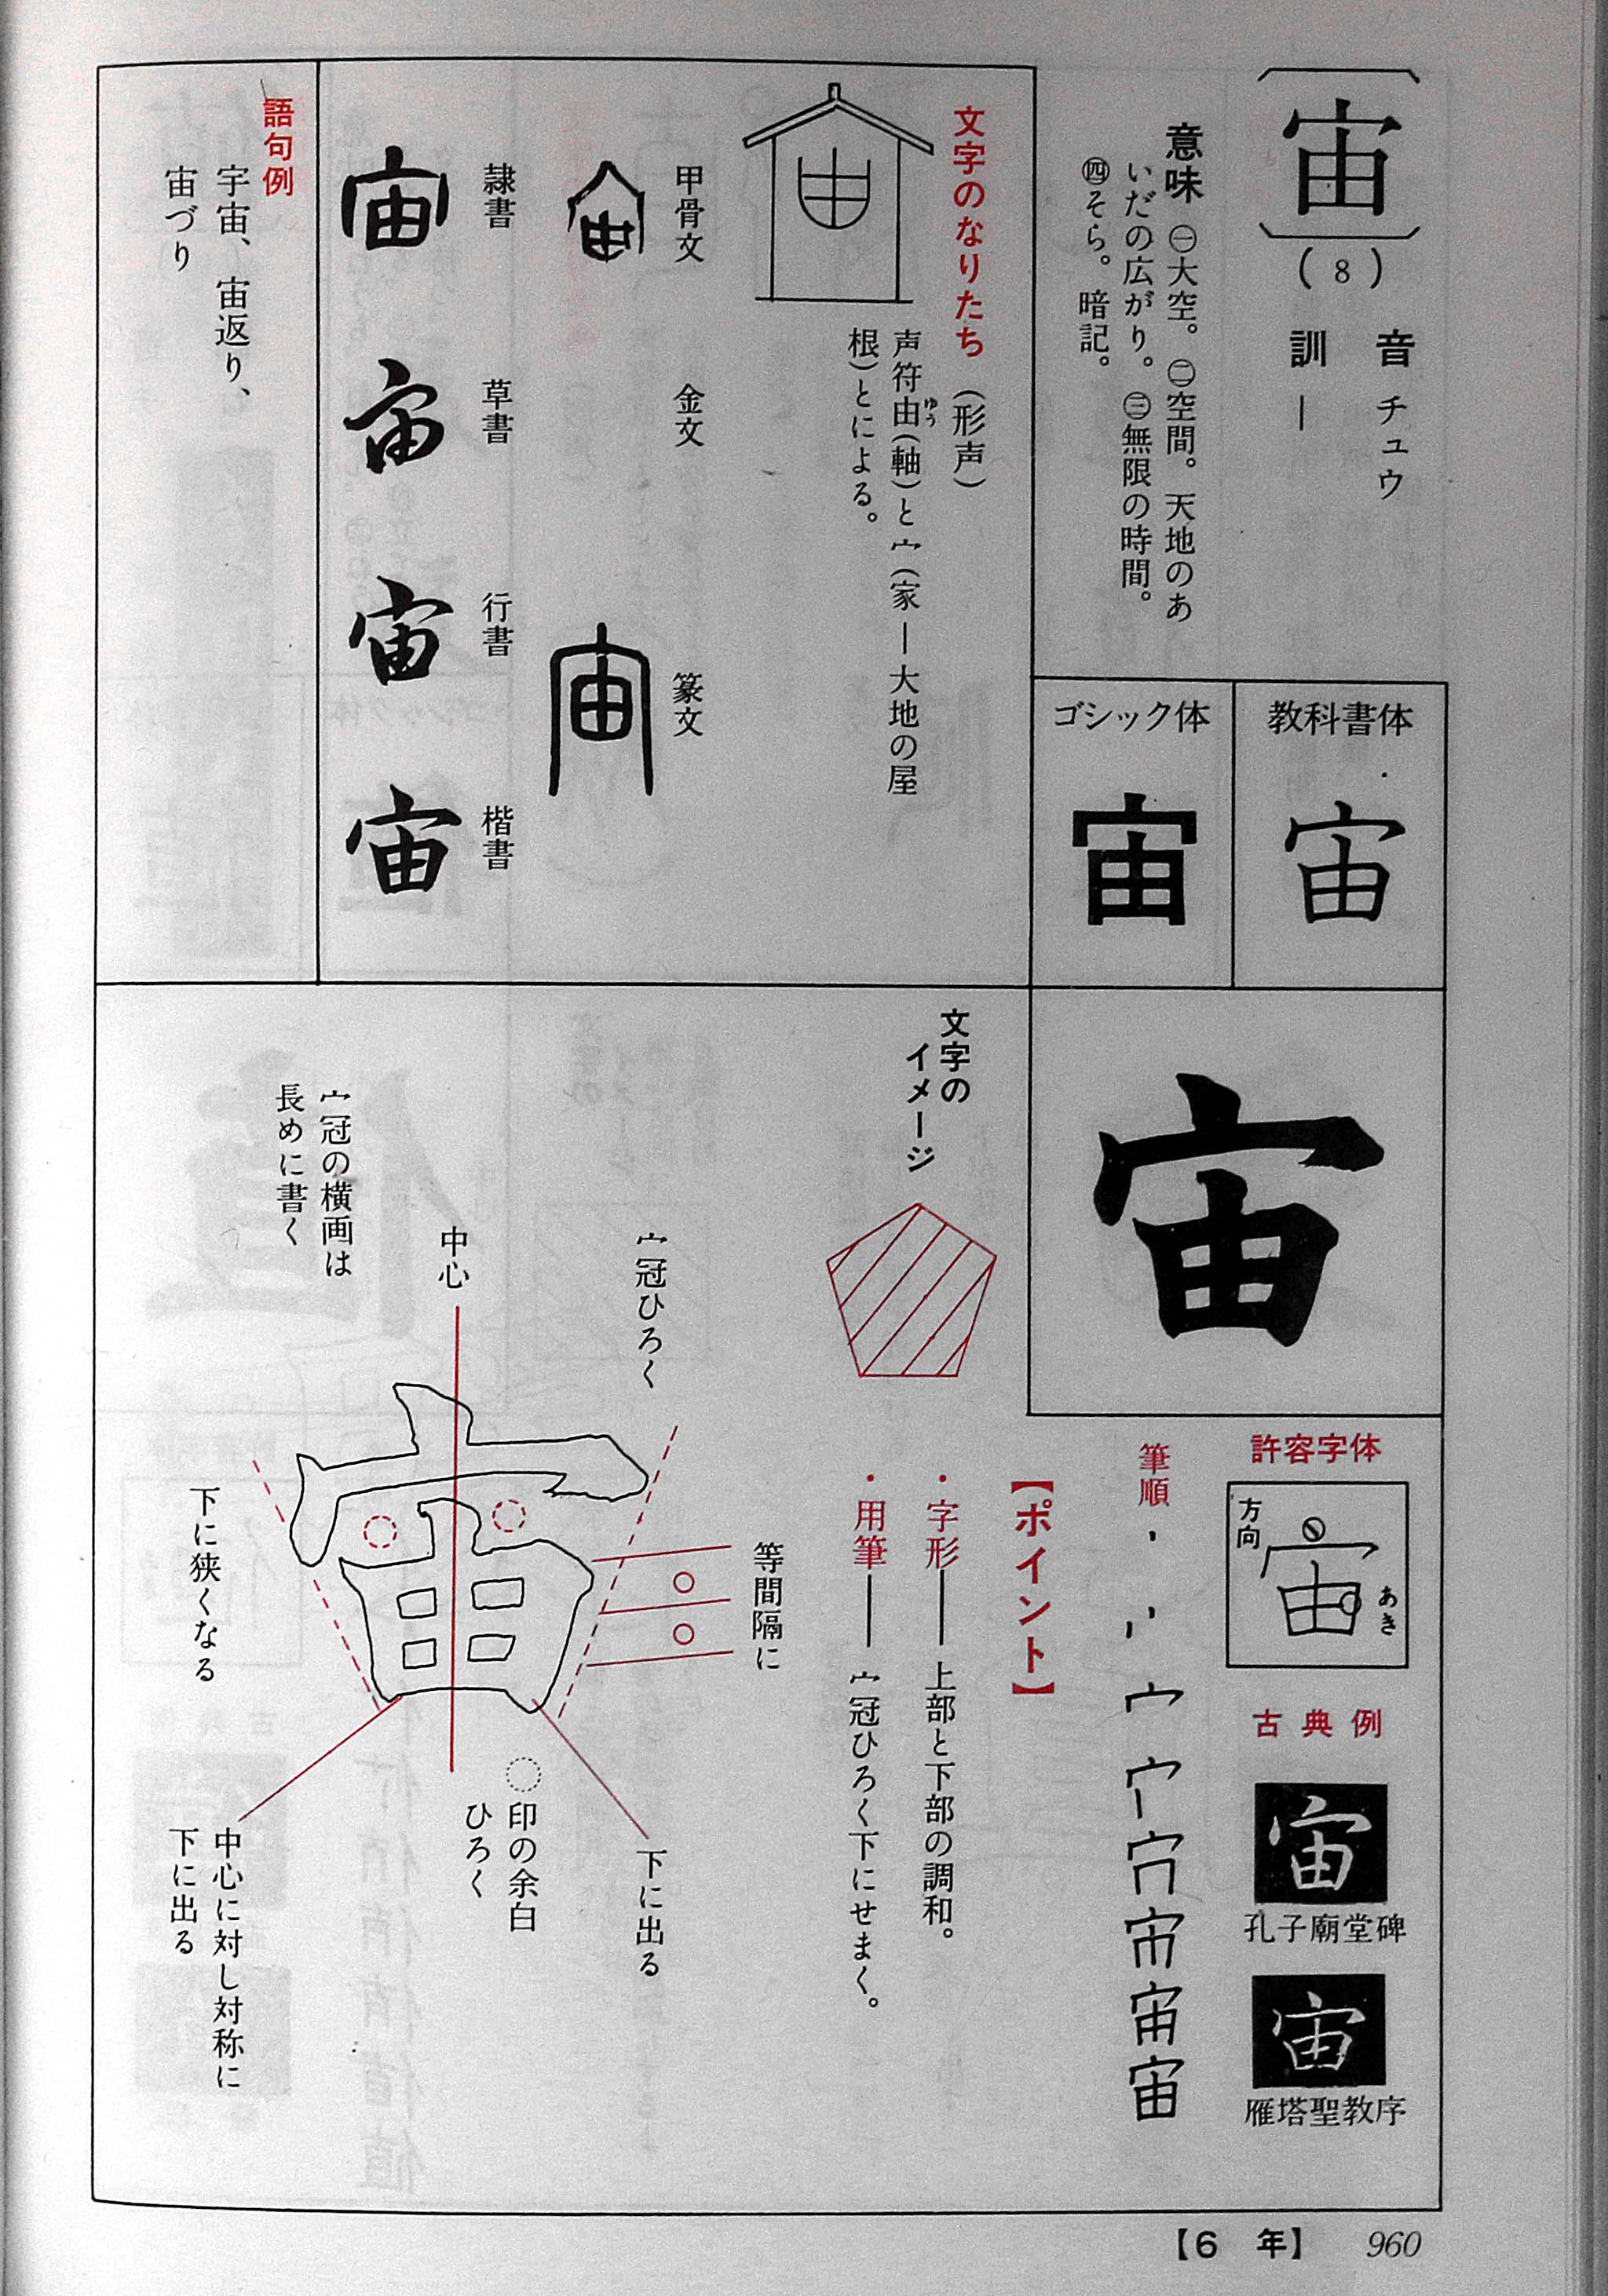 宙
(8)
音　チュウ
訓　―
意味　㊀大空。㊁空間。天地のあ
いだの広がり。㊂無限の時間。
㊃そら。暗記。
教科書体
宙
ゴシック体
宙
文字のなりたち（形声）
声符由(軸)と宀(家―大地の屋
ゆう
根)とによる。
甲骨文
金文
篆文
隷書
宙
草書
宙
行書
宙
楷書
宙
語句例
宇宙、宙返り、
宙づり
宙
許容字体
方向
宙
あき
古典例
宙
孔子廟堂碑
宙
雁塔聖教序
筆順
宙
【ポイント】
・字形――上部と下部の調和。
・用筆――宀冠ひろく下にせまく。
文字の
イメージ
等間隔に
宀冠ひろく
中心
宀冠の横画は
長めに書く
下に狭くなる
下に出る
○印の余白
ひろく
中心に対し対称に
下に出る
【6　年】　960